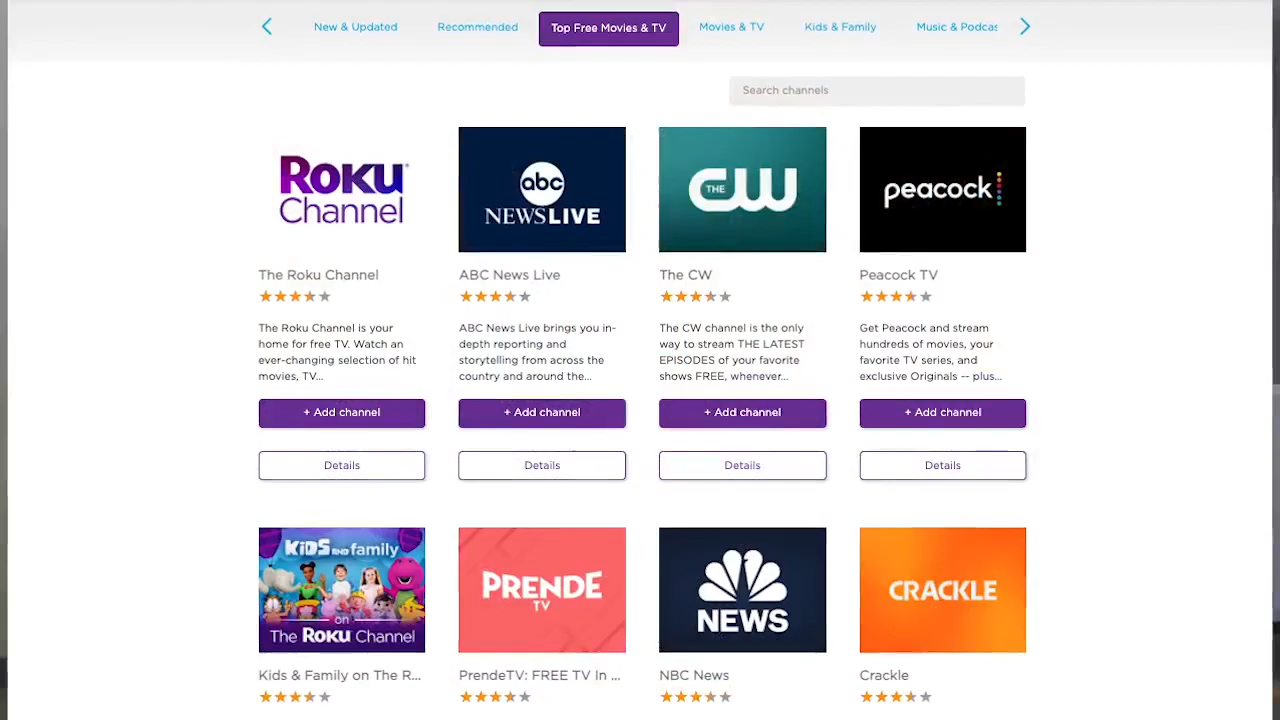 New & Updated
Recommended
Top Free Movies & TV
Movies & TV
Kids & Family
Music & Podcas
Search channels
ROKU
Channel
abc
NEWSLIVE
THE CW
peacock
The Roku Channel
ABC News Live
The CW
Peacock TV
The Roku Channel is your
home for free TV. Watch an
ever-changing selection of hit
movies, TV...
ABC News Live brings you in-
depth reporting and
storytelling from across the
country and around the...
The CW channel is the only
way to stream THE LATEST
EPISODES of your favorite
shows FREE, whenever...
Get Peacock and stream
hundreds of movies, your
favorite TV series, and
exclusive Originals -- plus...
+ Add channel
+ Add channel
+ Add channel
+ Add channel
Details
Details
Details
Details
KiDS AND family
on
The ROKU Channel
PRENDE
TV
NEWS
CRACKLE
Kids & Family on The R...
PrendeTV: FREE TV In ...
NBC News
Crackle